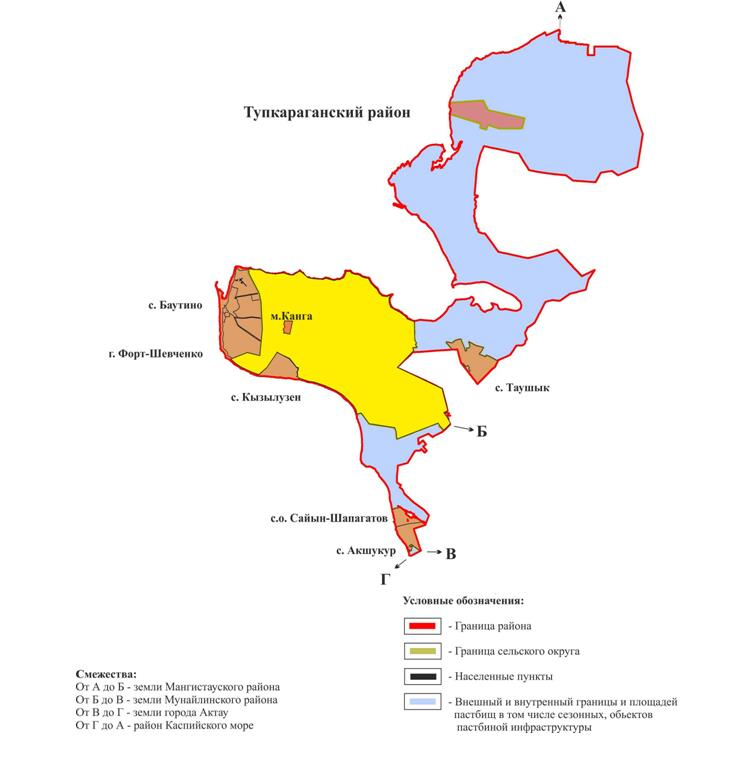 А
Тупкараганский район
с. Баутино
м.Канга
г. Форт-Шевченко
с. Таушык
с. Кызылузен
Б
с.о. Сайын-Шапагатов
с. Акшукур
В
Г
Условные обозначения:
- Граница района
- Граница сельского округа
- Населенные пункты
- Внешный и внутренный границы и площадей
пастбищ в том числе сезонных, обьектов
пастбиной инфраструктуры
Смежества:
От А до Б - земли Мангистауского района
От Б до В - земли Мунайлинского района
От В до Г - земли города Актау
От Г до А - район Каспийского море